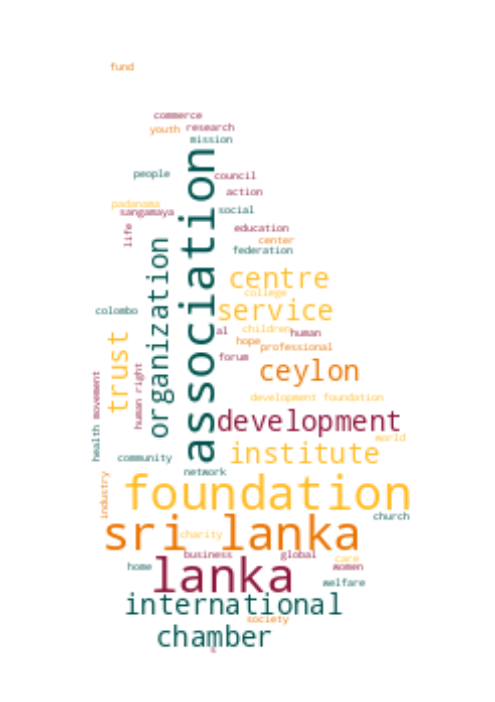 fund
commerce
youth research
mission
people
council
action
padanama
sangamaya
social
life
education
center
federation
association
organization
centre
college
service
colombo
al
children
human
hope
professional
forum
trust
ceylon
human right
health movement
development foundation
development
world
institute
community
network
foundation
industry
church
sri lanka
charity
business
global
care
home
lanka
women
welfare
international
society
chamber